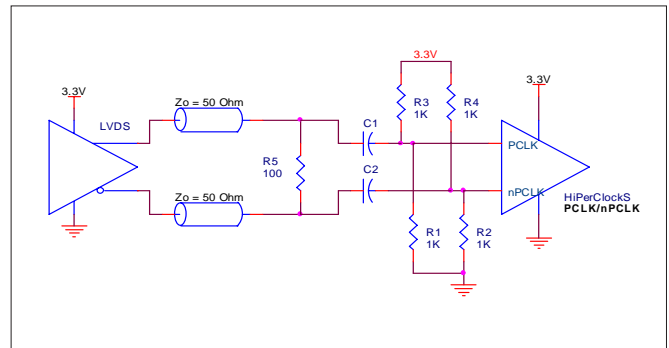 3.3V
LVDS
Zo = 50 Ohm
Zo = 50 Ohm
R5
100
C1
C2
3.3V
R3
1K
R4
1K
R1
1K
R2
1K
3.3V
PCLK
nPCLK
HiPerClockS
PCLK/nPCLK